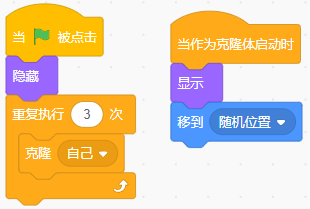 当 被点击
隐藏
重复执行 3 次
克隆 自己
当作为克隆体启动时
显示
移到 随机位置